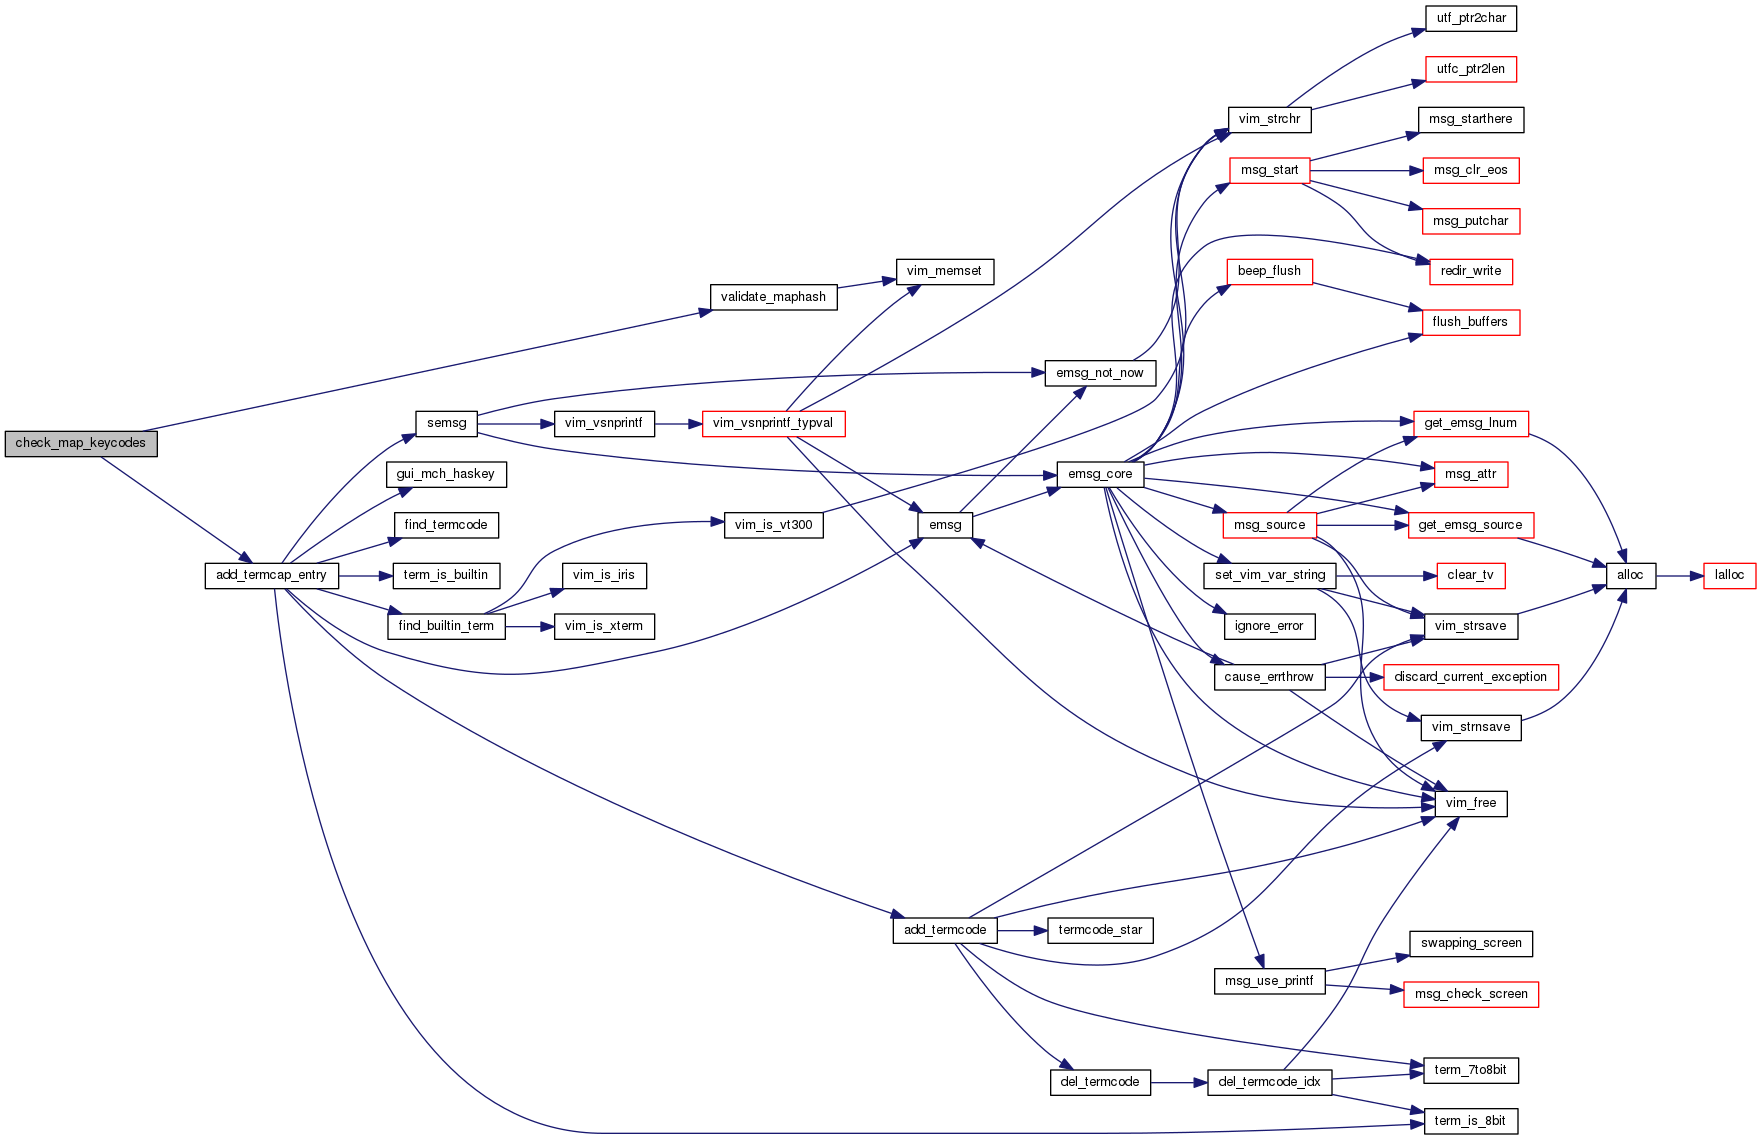 utf_ptr2char
utfc_ptr2len
vim_strchr
msg_starthere
msg_start
msg_clr_eos
msg_putchar
vim_memset
beep_flush
redir_write
validate_maphash
flush_buffers
emsg_not_now
check_map_keycodes
semsg
vim_vsnprintf
vim_vsnprintf_typval
get_emsg_lnum
gui_mch_haskey
emsg_core
msg_attr
find_termcode
vim_is_vt300
emsg
msg_source
get_emsg_source
add_termcap_entry
term_is_builtin
vim_is_iris
set_vim_var_string
clear_tv
alloc
lalloc
find_builtin_term
vim_is_xterm
ignore_error
vim_strsave
cause_errthrow
discard_current_exception
vim_strnsave
vim_free
add_termcode
termcode_star
swapping_screen
msg_use_printf
msg_check_screen
del_termcode
del_termcode_idx
term_7to8bit
term_is_8bit